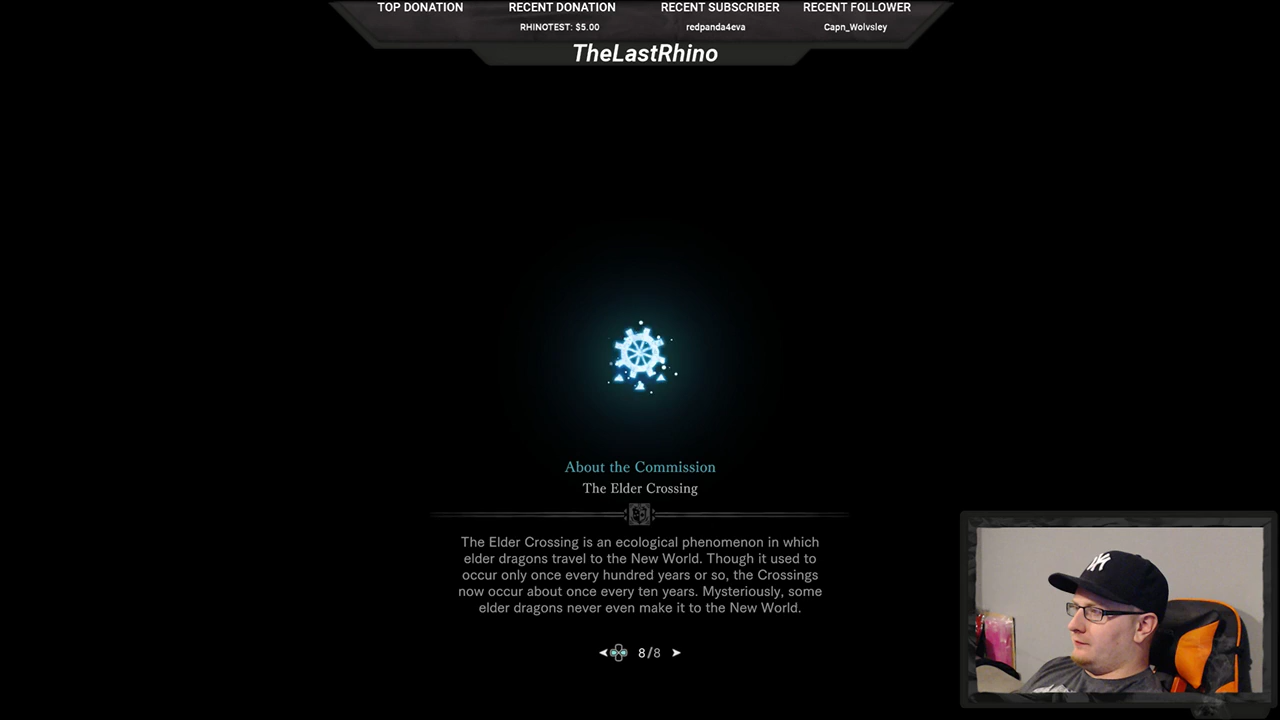 TOP DONATION RECENT DONATION RECENT SUBSCRIBER RECENT FOLLOWER
RHINOTEST: $5.00 redpanda4eva Capn_Wolvsley
TheLastRhino
About the Commission
The Elder Crossing
The Elder Crossing is an ecological phenomenon in which
elder dragons travel to the New World. Though it used to
occur only once every hundred years or so, the Crossings
now occur about once every ten years. Mysteriously, some
elder dragons never even make it to the New World.
8/8
NY